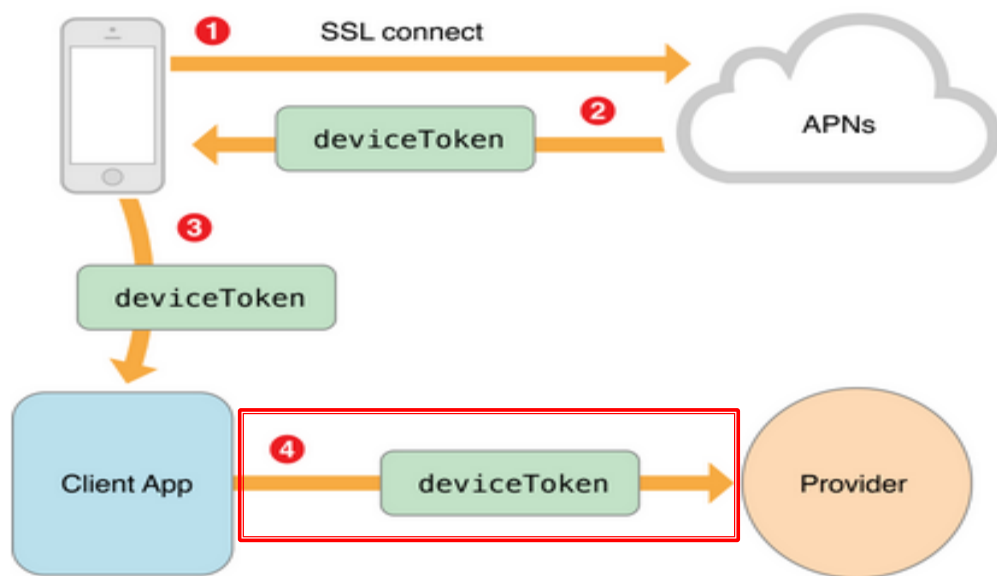 1 SSL connect
APNs
2
deviceToken
3
deviceToken
4
Client App
deviceToken
Provider